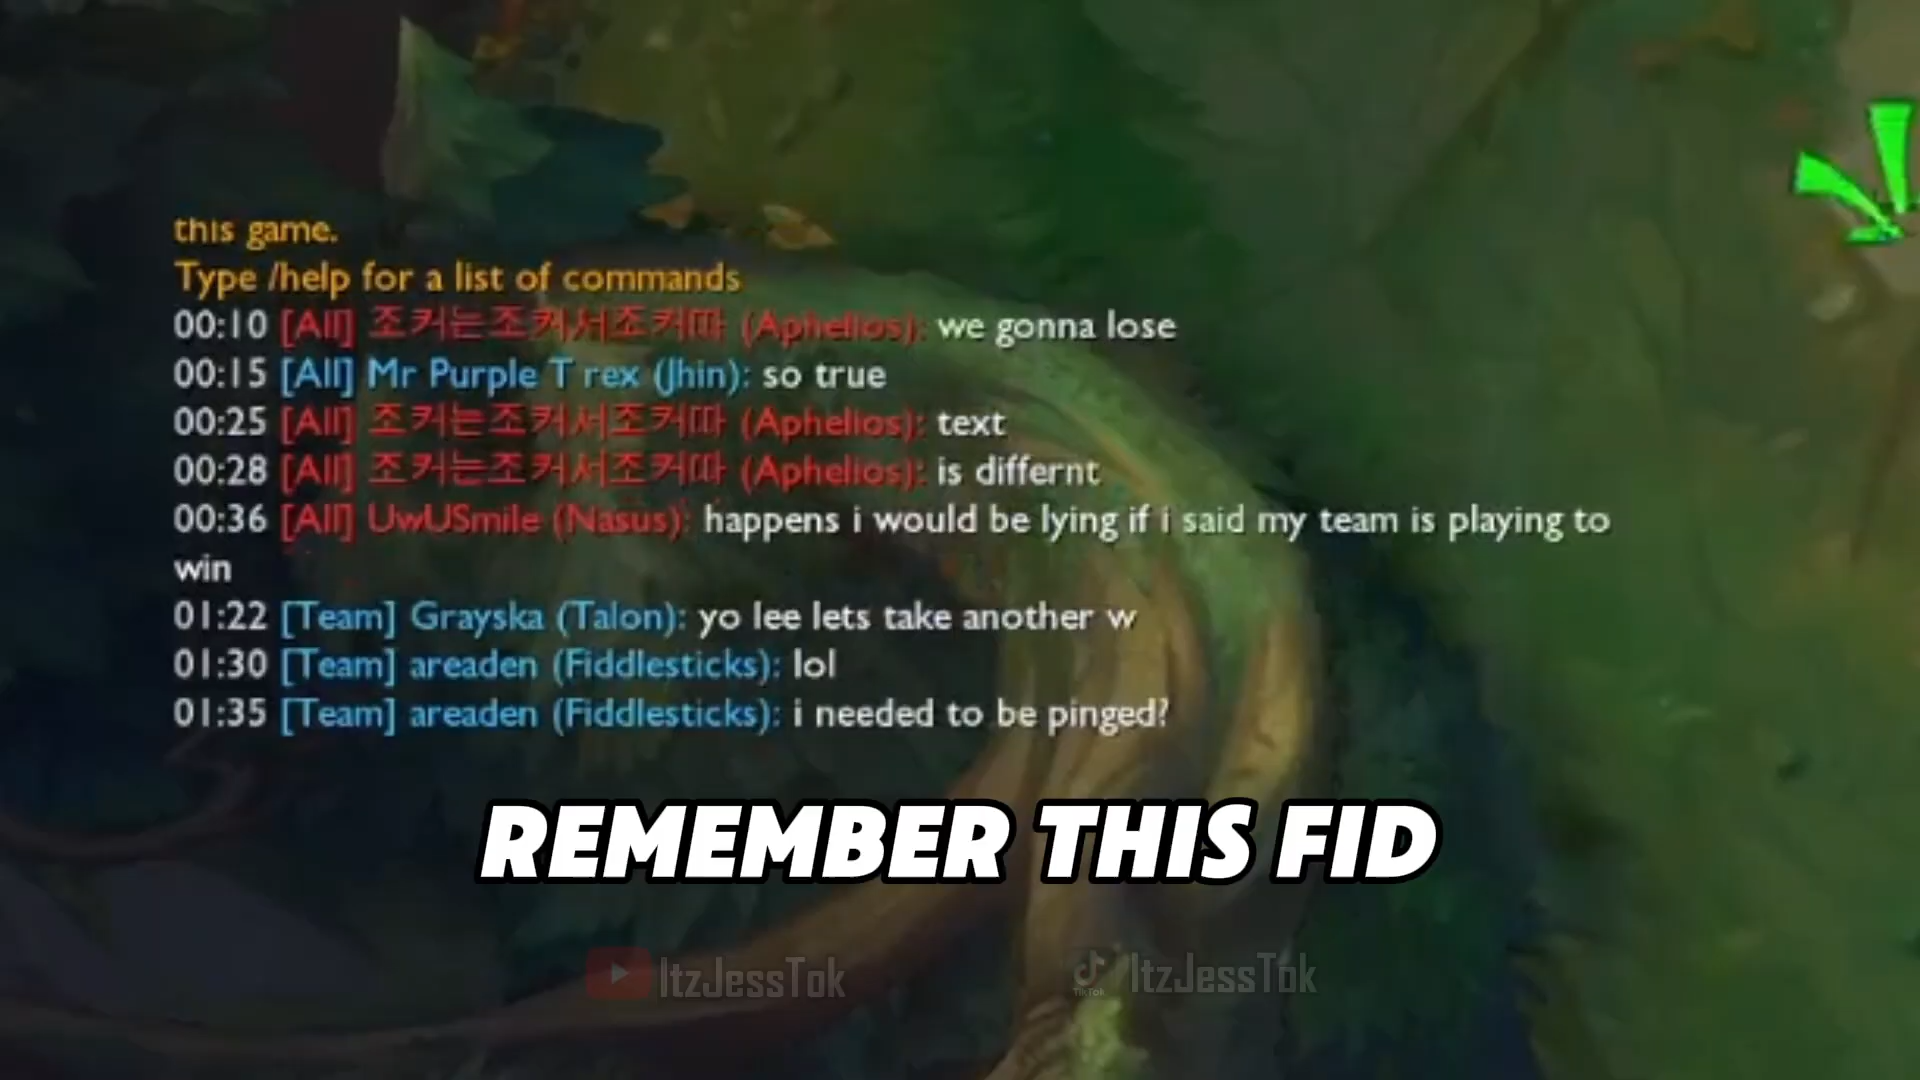 this game.
Type /help for a list of commands
00:10 [All] 조커는조커서조커따 (Aphelios): we gonna lose
00:15 [All] Mr Purple T rex (Jhin): so true
00:25 [All] 조커는조커서조커따 (Aphelios): text
00:28 [All] 조커는조커서조커따 (Aphelios): is differnt
00:36 [All] UwUSmile (Nasus): happens i would be lying if i said my team is playing to
win
01:22 [Team] Grayska (Talon): yo lee lets take another w
01:30 [Team] areaden (Fiddlesticks): lol
01:35 [Team] areaden (Fiddlesticks): i needed to be pinged?
REMEMBER THIS FID
ItzJessTok
TikTok ItzJessTok